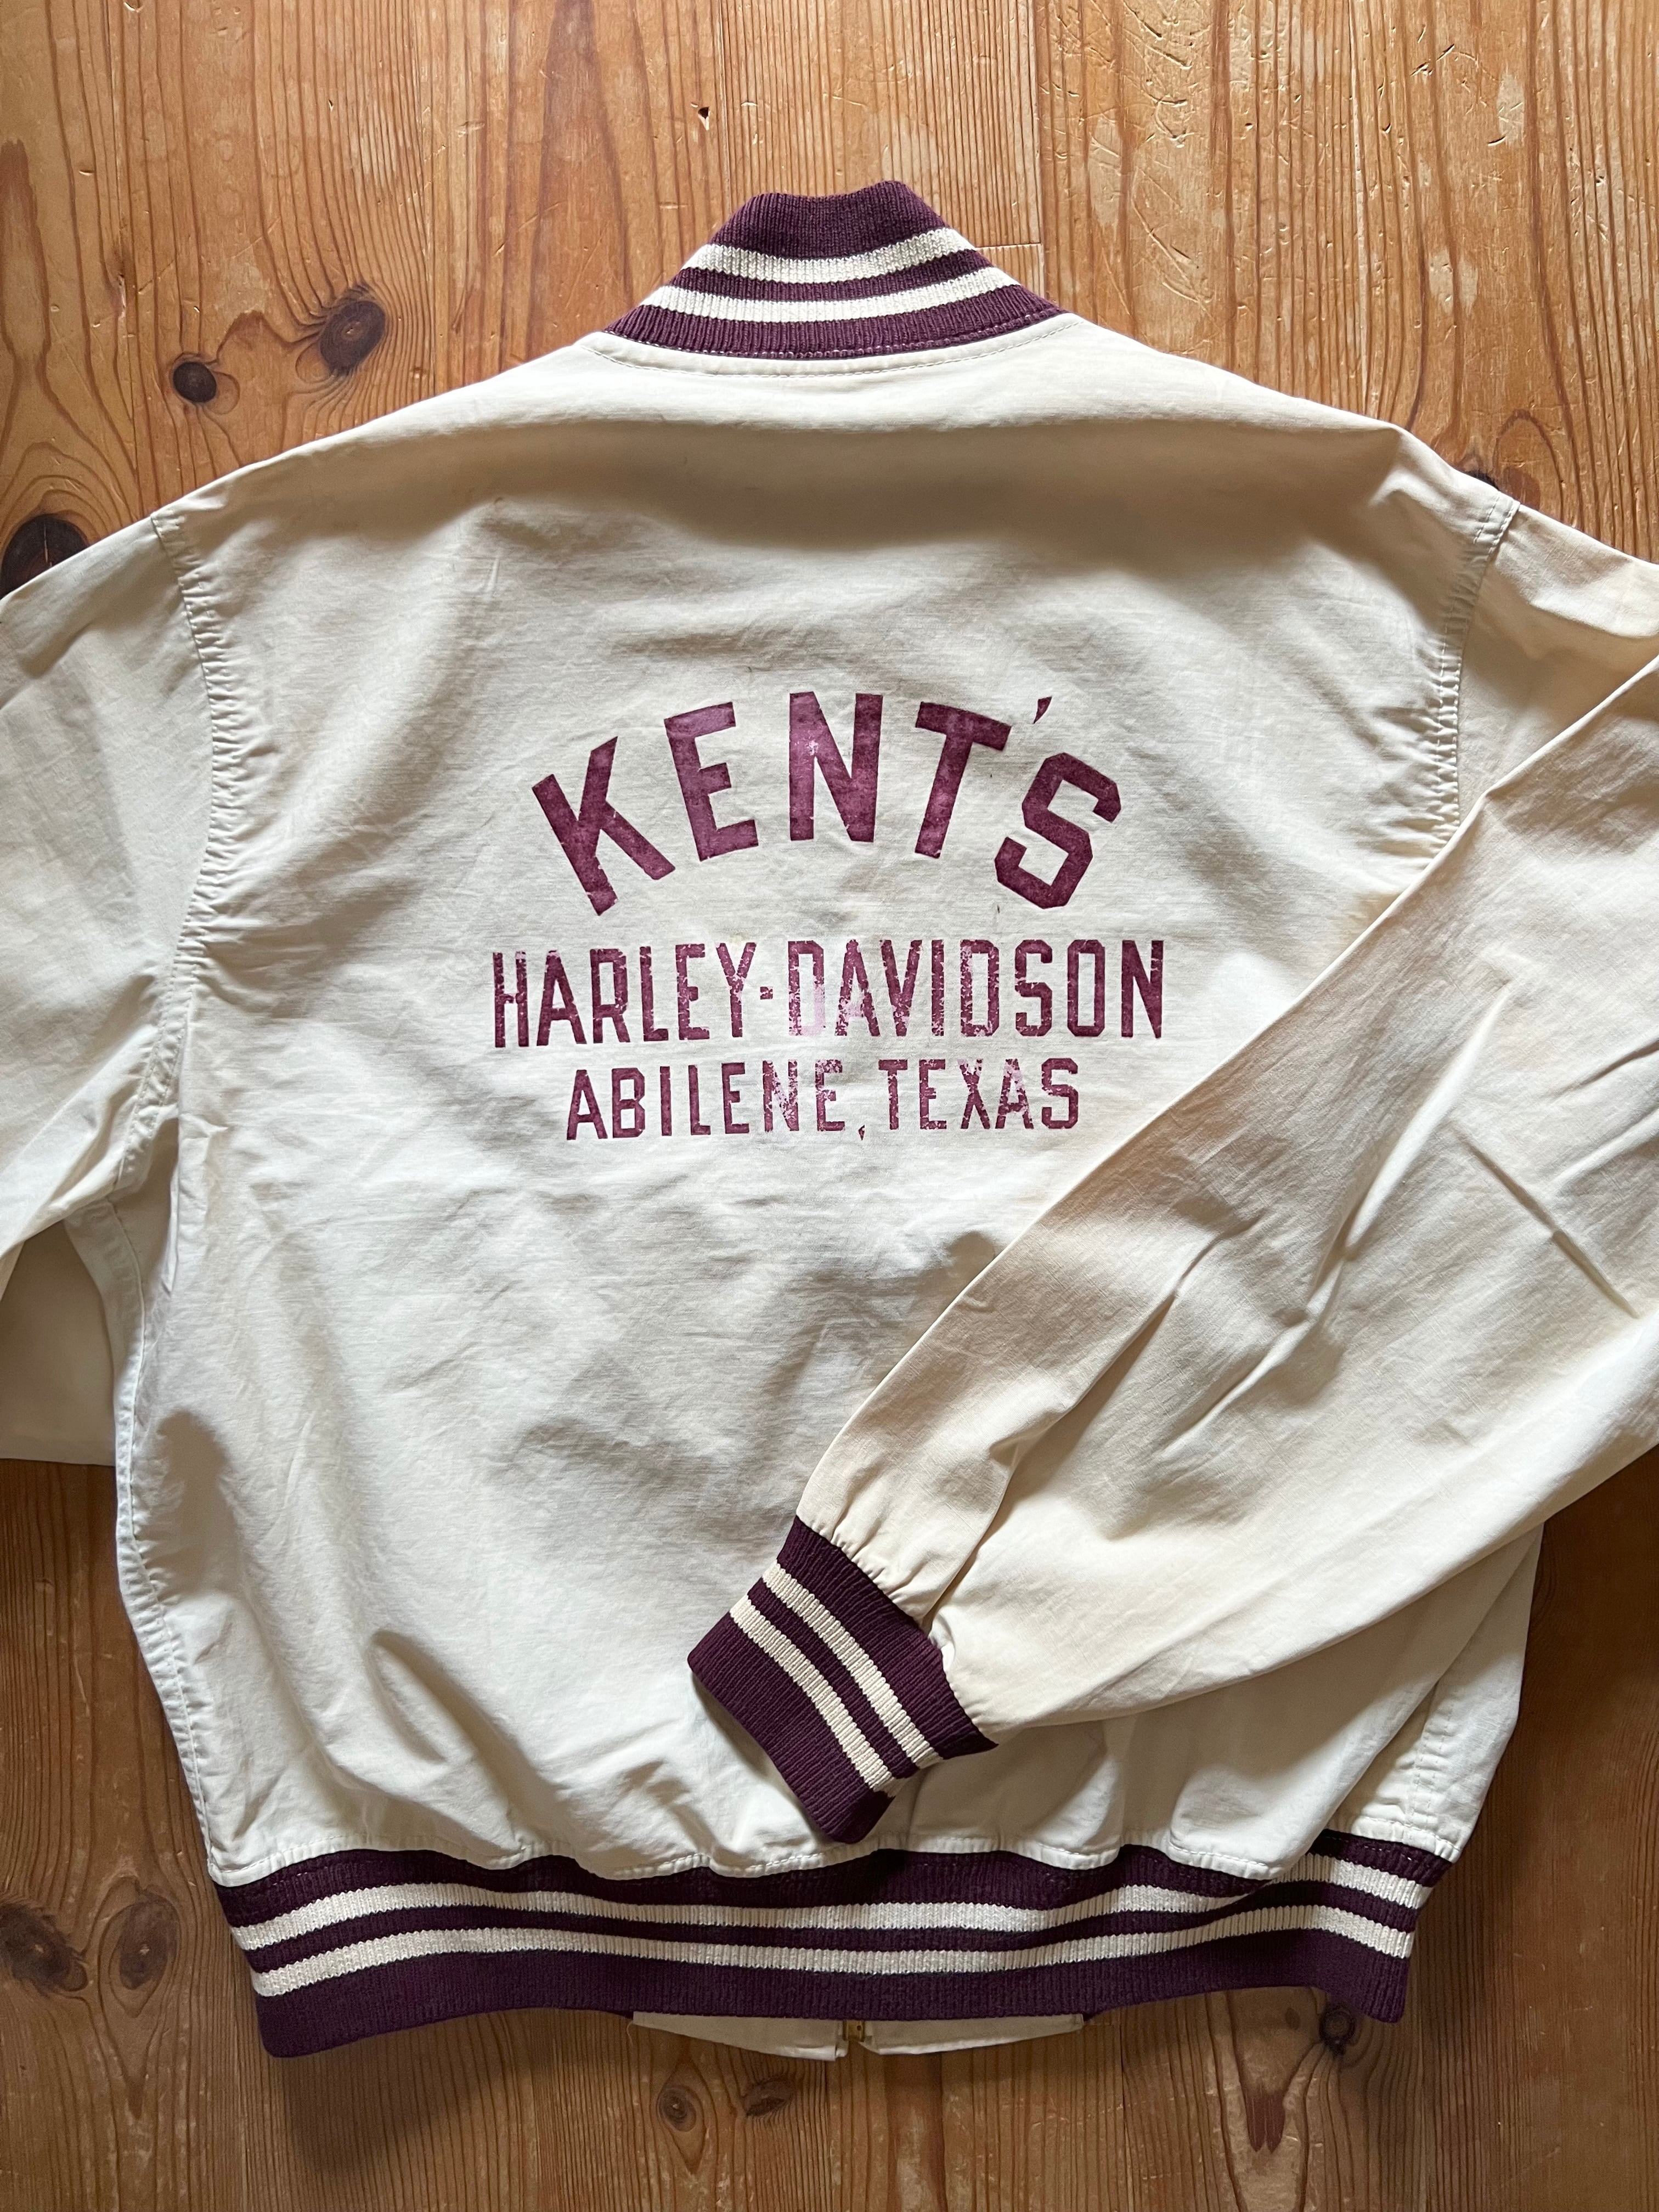 KENT'S
HARLEY-DAVIDSON
ABILENE, TEXAS